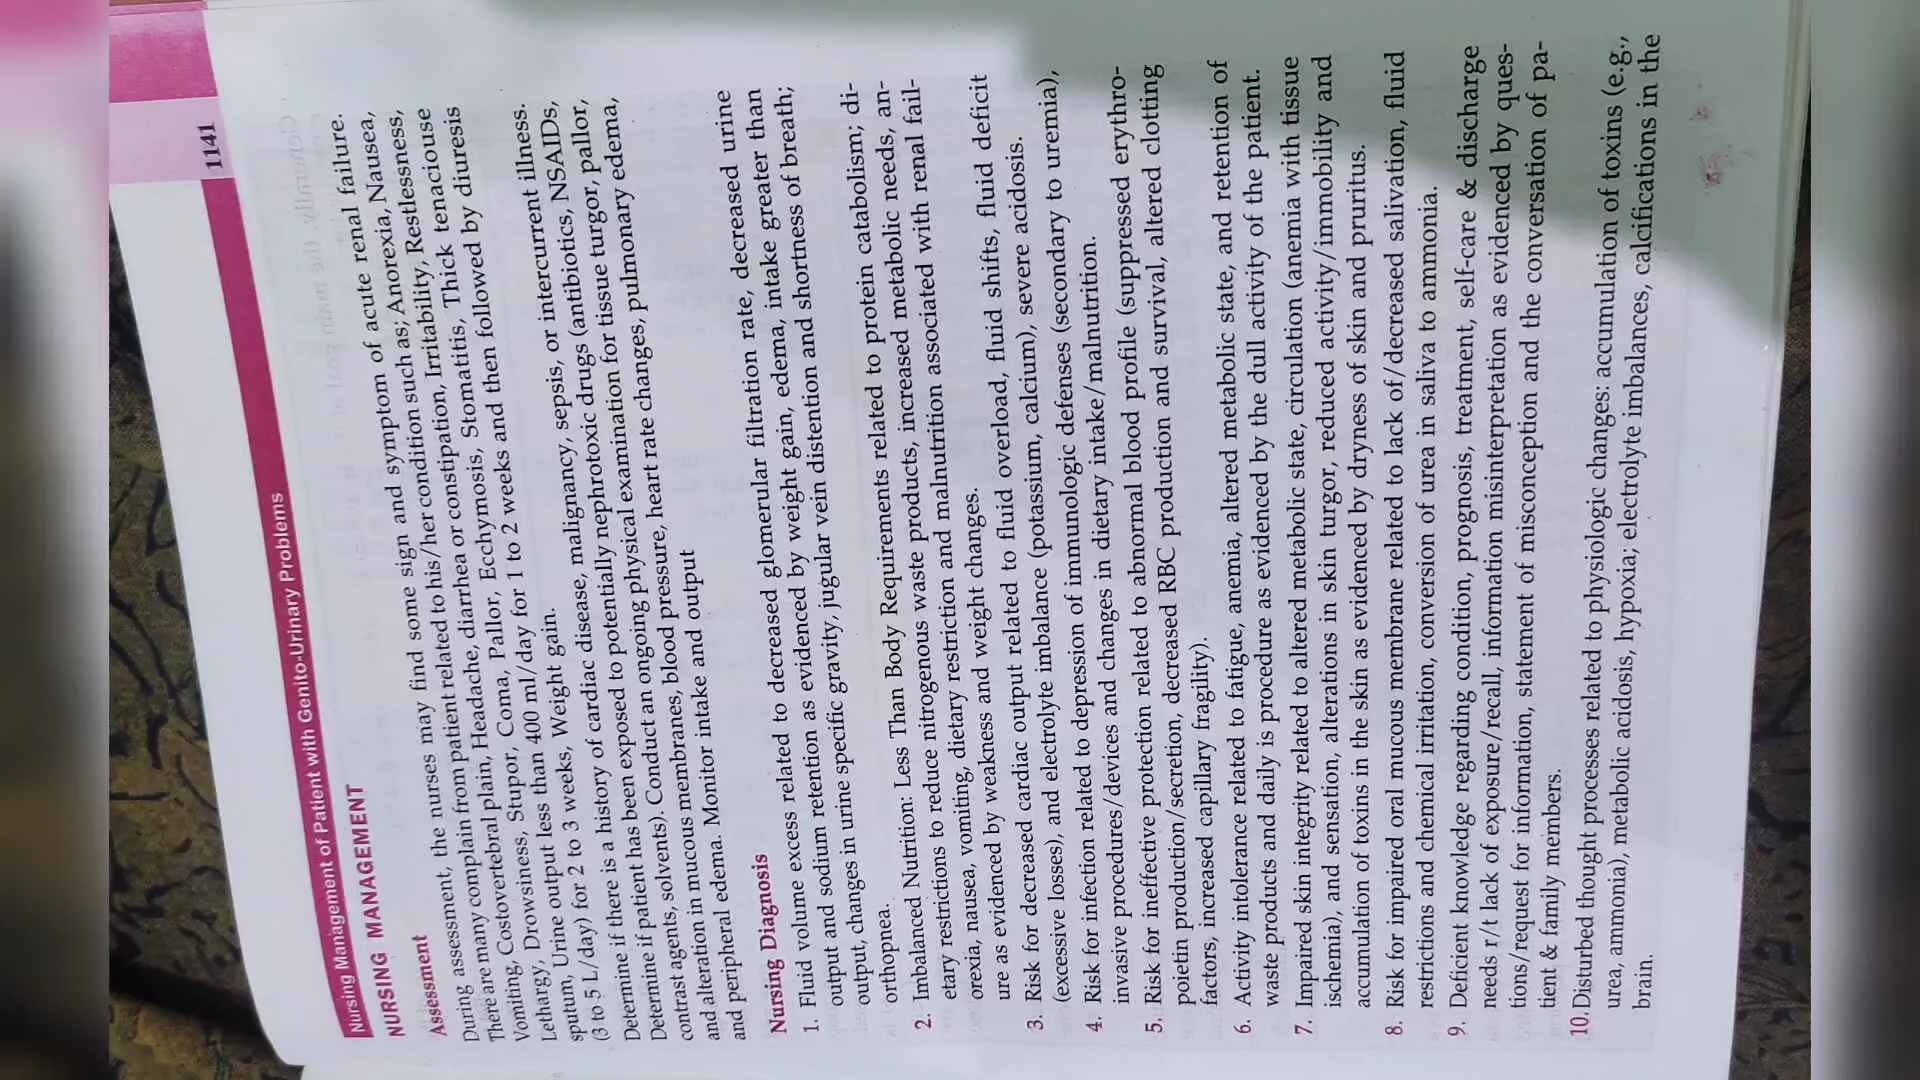 Nursing Management of Patient with Genito-Urinary Problems
1141
NURSING MANAGEMENT
Assessment
During assessment, the nurses may find some sign and symptom of acute renal failure.
There are many complain from patient related to his/her condition such as; Anorexia, Nausea,
Vomiting, Costovertebral plain, Headache, diarrhea or constipation, Irritability, Restlessness,
Lethargy, Drowsiness, Stupor, Coma, Pallor, Ecchymosis, Stomatitis, Thick tenaciouse
sputum, Urine output less than 400 ml/day for 1 to 2 weeks and then followed by diuresis
(3 to 5 L/day) for 2 to 3 weeks, Weight gain.
Determine if there is a history of cardiac disease, malignancy, sepsis, or intercurrent illness.
Determine if patient has been exposed to potentially nephrotoxic drugs (antibiotics, NSAIDs,
contrast agents, solvents). Conduct an ongoing physical examination for tissue turgor, pallor,
and alteration in mucous membranes, blood pressure, heart rate changes, pulmonary edema,
and peripheral edema. Monitor intake and output
Nursing Diagnosis
1. Fluid volume excess related to decreased glomerular filtration rate, decreased urine
output and sodium retention as evidenced by weight gain, edema, intake greater than
output, changes in urine specific gravity, jugular vein distention and shortness of breath;
orthopnea.
2. Imbalanced Nutrition: Less Than Body Requirements related to protein catabolism; di-
etary restrictions to reduce nitrogenous waste products, increased metabolic needs, an-
orexia, nausea, vomiting, dietary restriction and malnutrition associated with renal fail-
ure as evidenced by weakness and weight changes.
3. Risk for decreased cardiac output related to fluid overload, fluid shifts, fluid deficit
(excessive losses), and electrolyte imbalance (potassium, calcium), severe acidosis.
4. Risk for infection related to depression of immunologic defenses (secondary to uremia),
invasive procedures/devices and changes in dietary intake/malnutrition.
5. Risk for ineffective protection related to abnormal blood profile (suppressed erythro-
poietin production/secretion, decreased RBC production and survival, altered clotting
factors, increased capillary fragility).
6. Activity intolerance related to fatigue, anemia, altered metabolic state, and retention of
waste products and daily is procedure as evidenced by the dull activity of the patient.
7. Impaired skin integrity related to altered metabolic state, circulation (anemia with tissue
ischemia), and sensation, alterations in skin turgor, reduced activity/immobility and
accumulation of toxins in the skin as evidenced by dryness of skin and pruritus.
8. Risk for impaired oral mucous membrane related to lack of/decreased salivation, fluid
restrictions and chemical irritation, conversion of urea in saliva to ammonia.
9. Deficient knowledge regarding condition, prognosis, treatment, self-care & discharge
needs r/t lack of exposure/recall, information misinterpretation as evidenced by ques-
tions/request for information, statement of misconception and the conversation of pa-
tient & family members.
10. Disturbed thought processes related to physiologic changes: accumulation of toxins (e.g.,
urea, ammonia), metabolic acidosis, hypoxia; electrolyte imbalances, calcifications in the
brain.